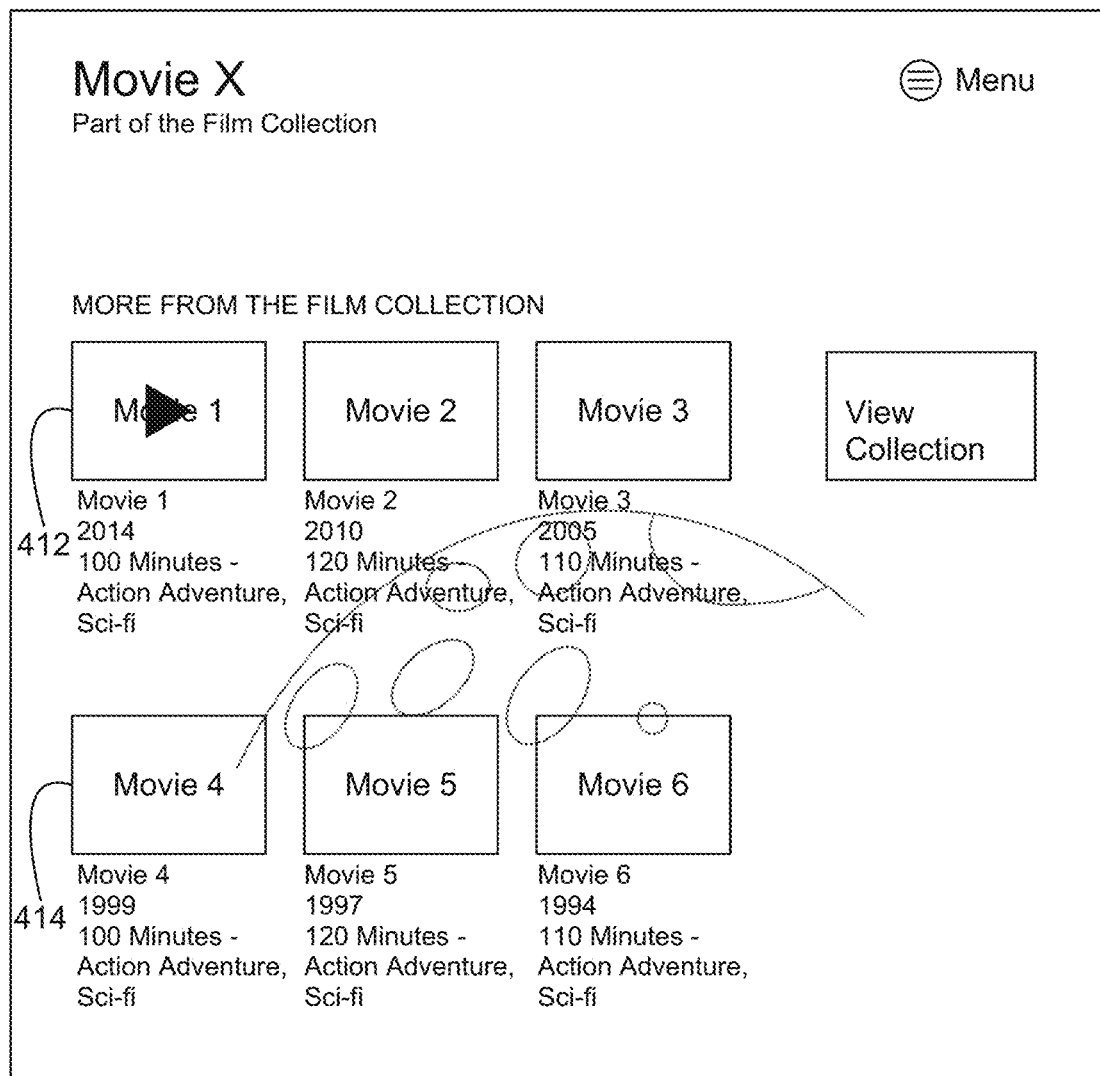 Movie X
Menu
Part of the Film Collection
MORE FROM THE FILM COLLECTION
Movie 1
Movie 2
Movie 3
View
Collection
412
Movie 1
2014
100 Minutes -
Action Adventure,
Sci-fi
Movie 2
2010
120 Minutes -
Action Adventure,
Sci-fi
Movie 3
2005
110 Minutes -
Action Adventure,
Sci-fi
Movie 4
Movie 5
Movie 6
414
Movie 4
1999
100 Minutes -
Action Adventure,
Sci-fi
Movie 5
1997
120 Minutes -
Action Adventure,
Sci-fi
Movie 6
1994
110 Minutes -
Action Adventure,
Sci-fi